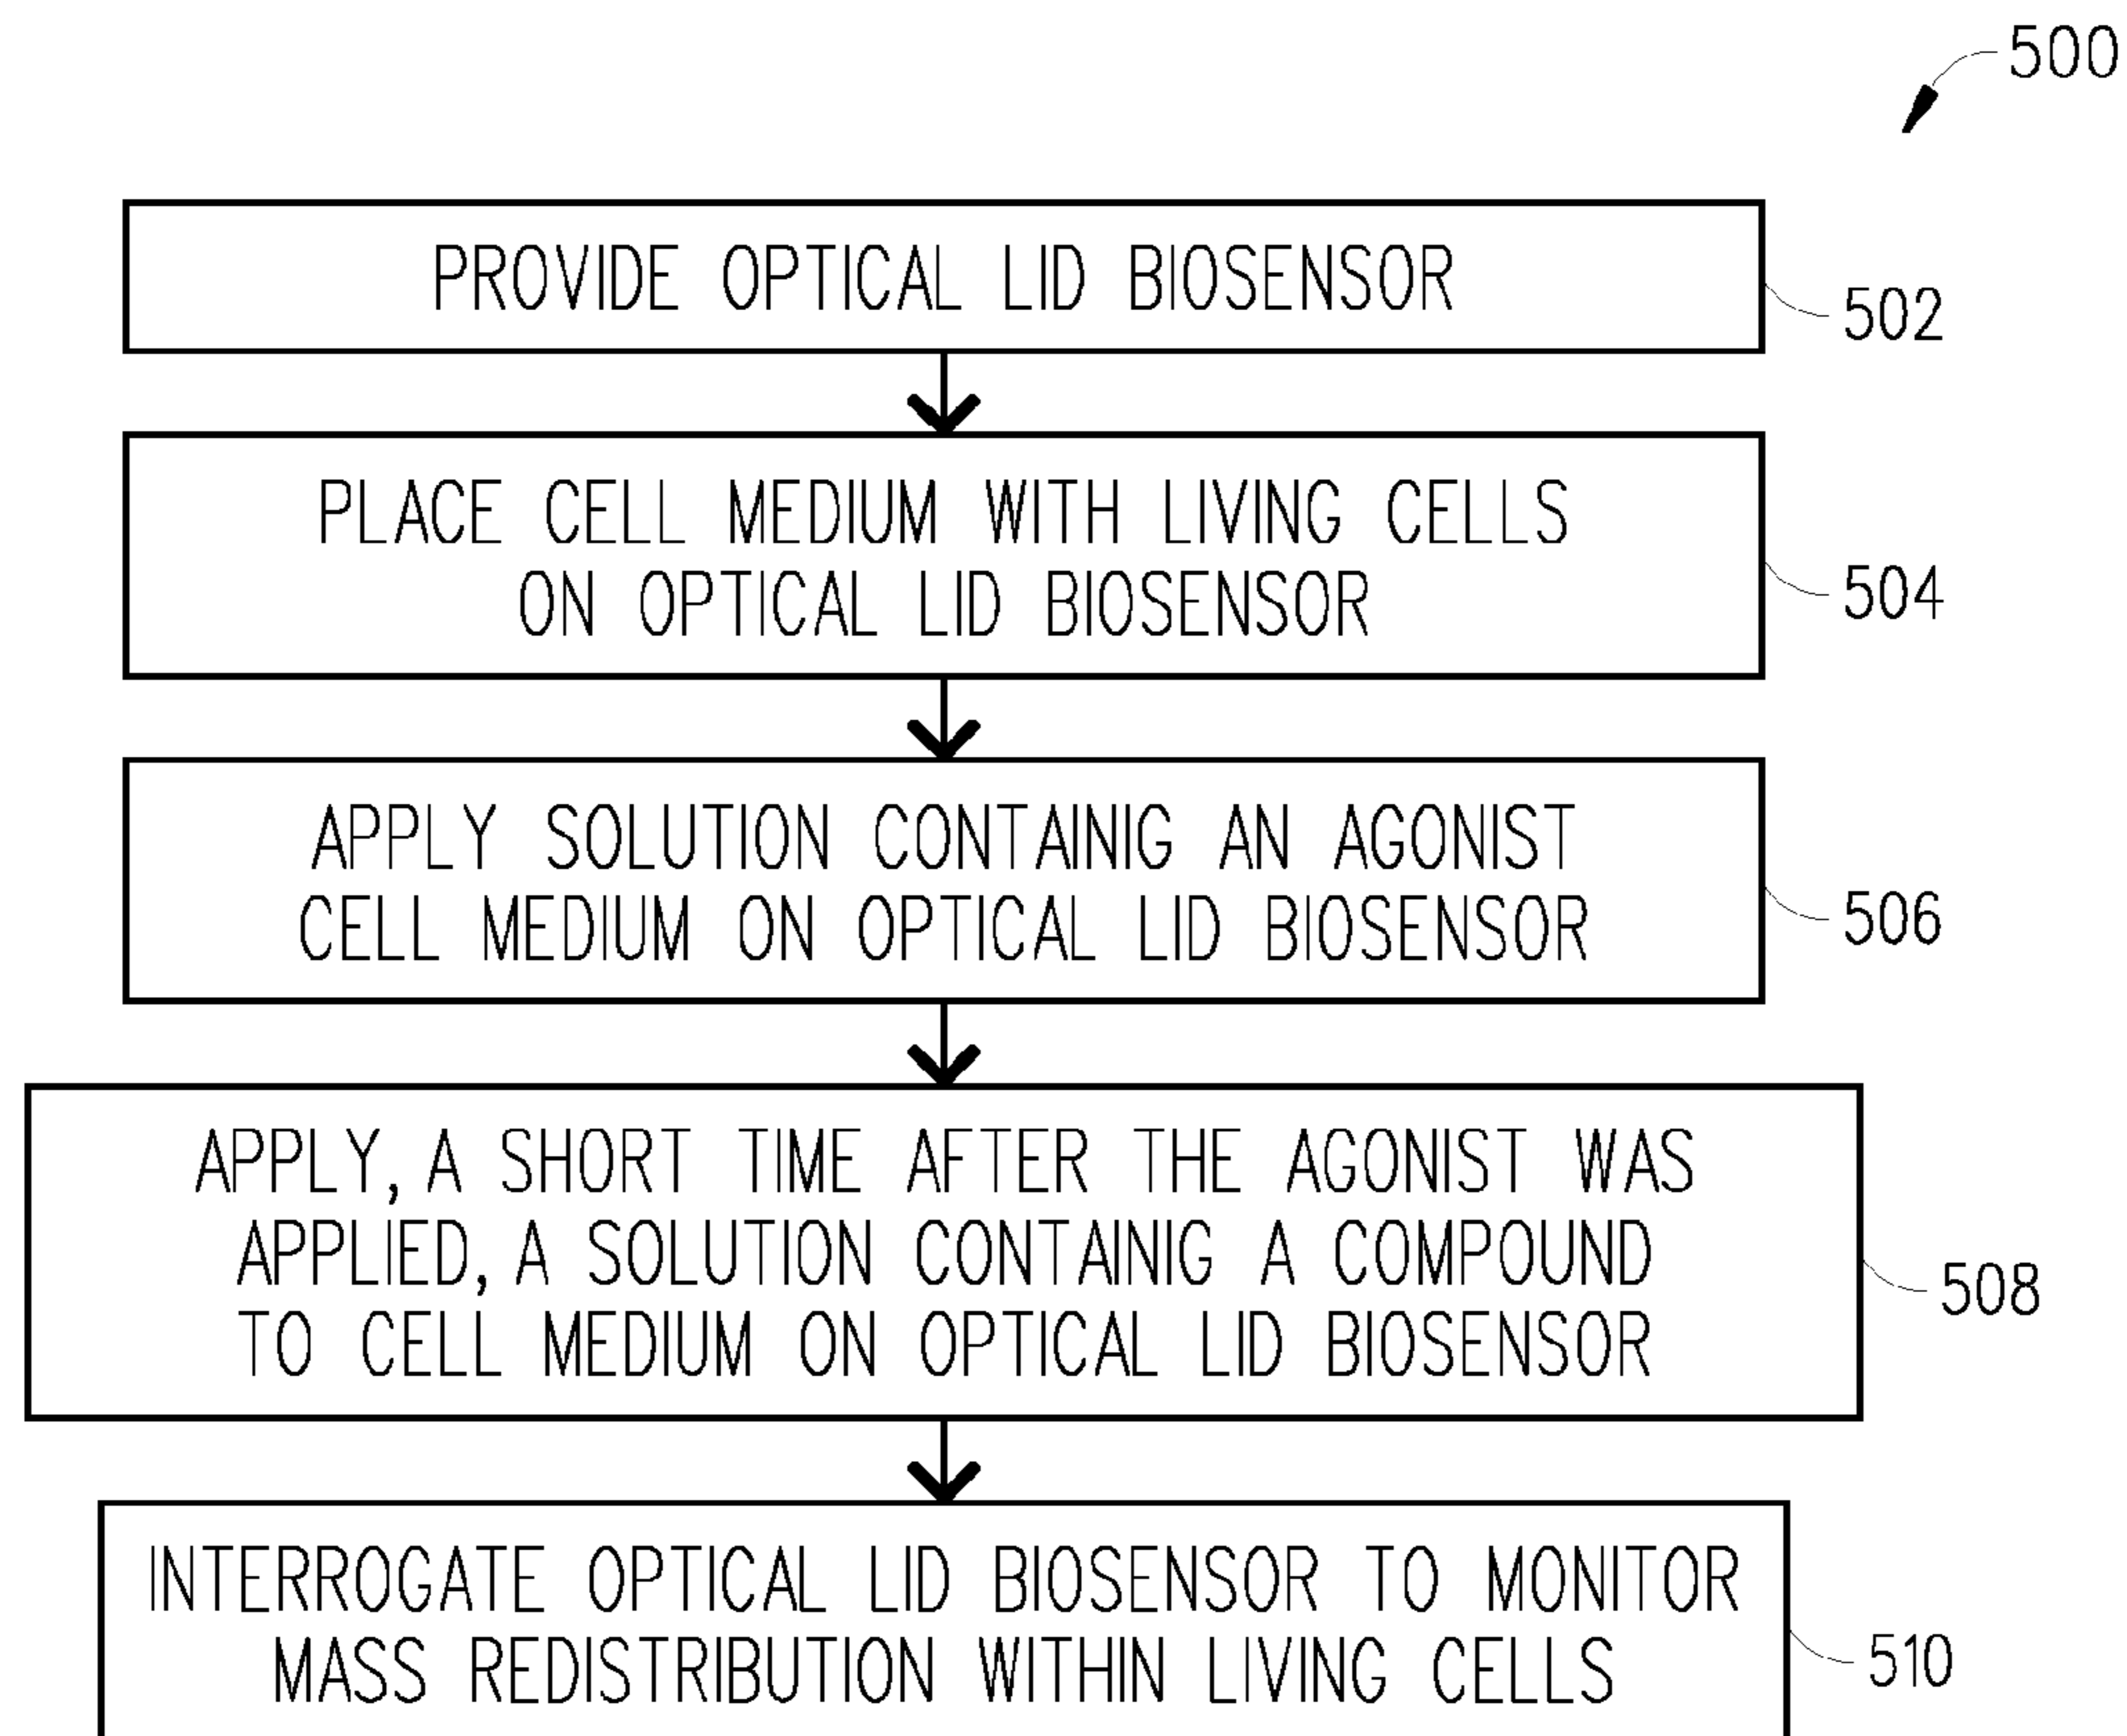 500
PROVIDE OPTICAL LID BIOSENSOR
502
PLACE CELL MEDIUM WITH LIVING CELLS
ON OPTICAL LID BIOSENSOR
504
APPLY SOLUTION CONTAINIG AN AGONIST
CELL MEDIUM ON OPTICAL LID BIOSENSOR
506
APPLY, A SHORT TIME AFTER THE AGONIST WAS
APPLIED, A SOLUTION CONTAINIG A COMPOUND
TO CELL MEDIUM ON OPTICAL LID BIOSENSOR
508
INTERROGATE OPTICAL LID BIOSENSOR TO MONITOR
MASS REDISTRIBUTION WITHIN LIVING CELLS
510